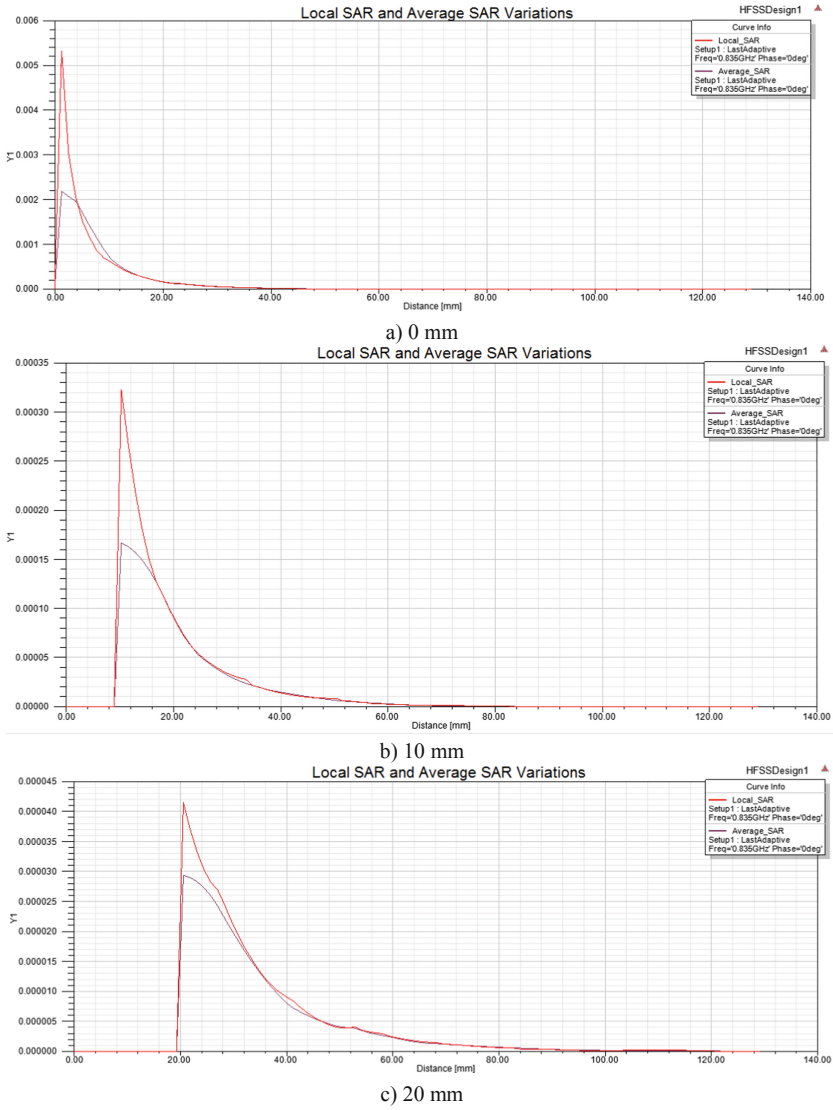 Local SAR and Average SAR Variations
HFSSDesign1
Curve Info
Local_SAR
Setup1 : LastAdaptive
Freq='0.835GHz' Phase='0deg'
Average_SAR
Setup1 : LastAdaptive
Freq='0.835GHz' Phase='0deg'
0.006
0.005
0.004
0.003
0.002
0.001
0.000
Y1
0.00 20.00 40.00 60.00 80.00 100.00 120.00 140.00
Distance [mm]
a) 0 mm
Local SAR and Average SAR Variations
HFSSDesign1
Curve Info
Local_SAR
Setup1 : LastAdaptive
Freq='0.835GHz' Phase='0deg'
Average_SAR
Setup1 : LastAdaptive
Freq='0.835GHz' Phase='0deg'
0.00035
0.00030
0.00025
0.00020
0.00015
0.00010
0.00005
0.00000
Y1
0.00 20.00 40.00 60.00 80.00 100.00 120.00 140.00
Distance [mm]
b) 10 mm
Local SAR and Average SAR Variations
HFSSDesign1
Curve Info
Local_SAR
Setup1 : LastAdaptive
Freq='0.835GHz' Phase='0deg'
Average_SAR
Setup1 : LastAdaptive
Freq='0.835GHz' Phase='0deg'
0.000045
0.000040
0.000035
0.000030
0.000025
0.000020
0.000015
0.000010
0.000005
0.000000
Y1
0.00 20.00 40.00 60.00 80.00 100.00 120.00 140.00
Distance [mm]
c) 20 mm